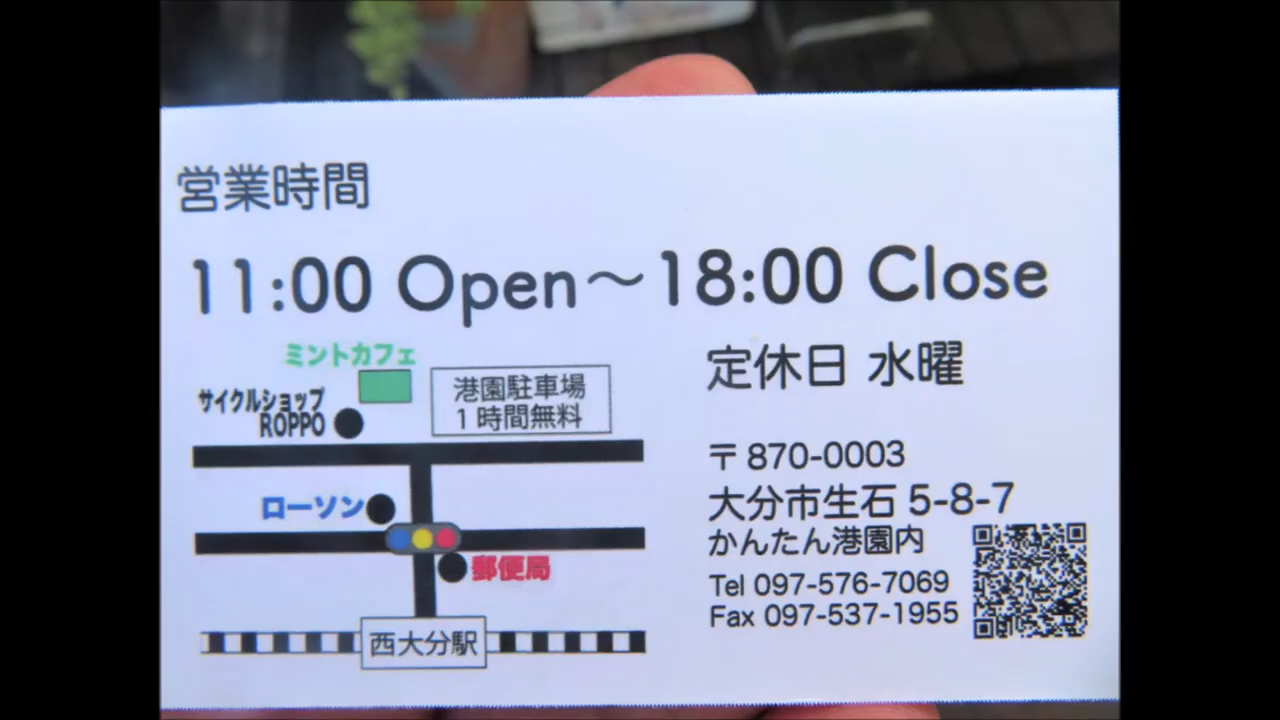 営業時間
11:00 Open～18:00 Close
ミントカフェ
サイクルショップ
ROPPO
港園駐車場
1時間無料
ローソン
郵便局
西大分駅
定休日 水曜
〒870-0003
大分市生石 5-8-7
かんたん港園内
Tel 097-576-7069
Fax 097-537-1955